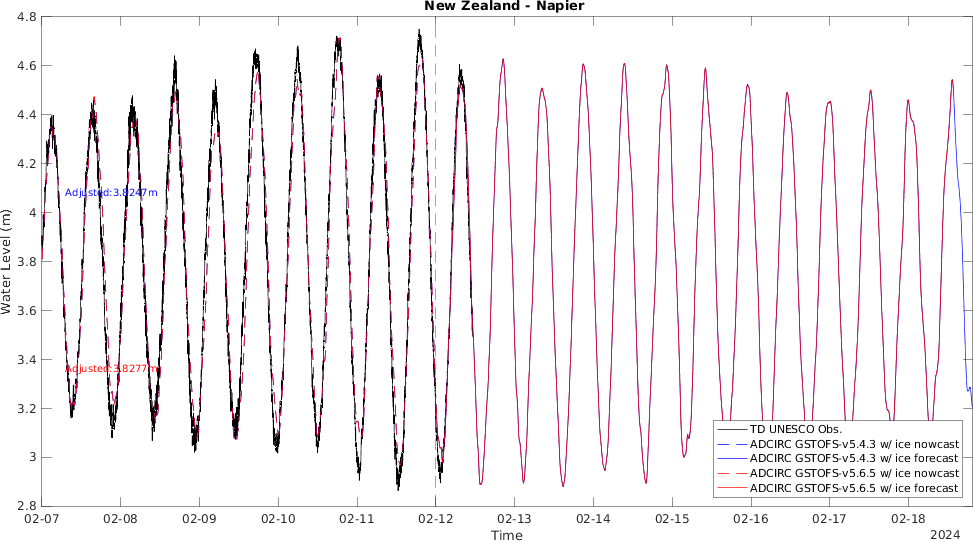 New Zealand - Napier
4.8
4.6
4.4
4.2
4
3.8
3.6
3.4
3.2
3
2.8
Water Level (m)
Adjusted:3.8247m
Adjusted:3.8277m
TD UNESCO Obs.
ADCIRC GSTOFS-v5.4.3 w/ ice nowcast
ADCIRC GSTOFS-v5.4.3 w/ ice forecast
ADCIRC GSTOFS-v5.6.5 w/ ice nowcast
ADCIRC GSTOFS-v5.6.5 w/ ice forecast
02-07 02-08 02-09 02-10 02-11 02-12 02-13 02-14 02-15 02-16 02-17 02-18
Time
2024